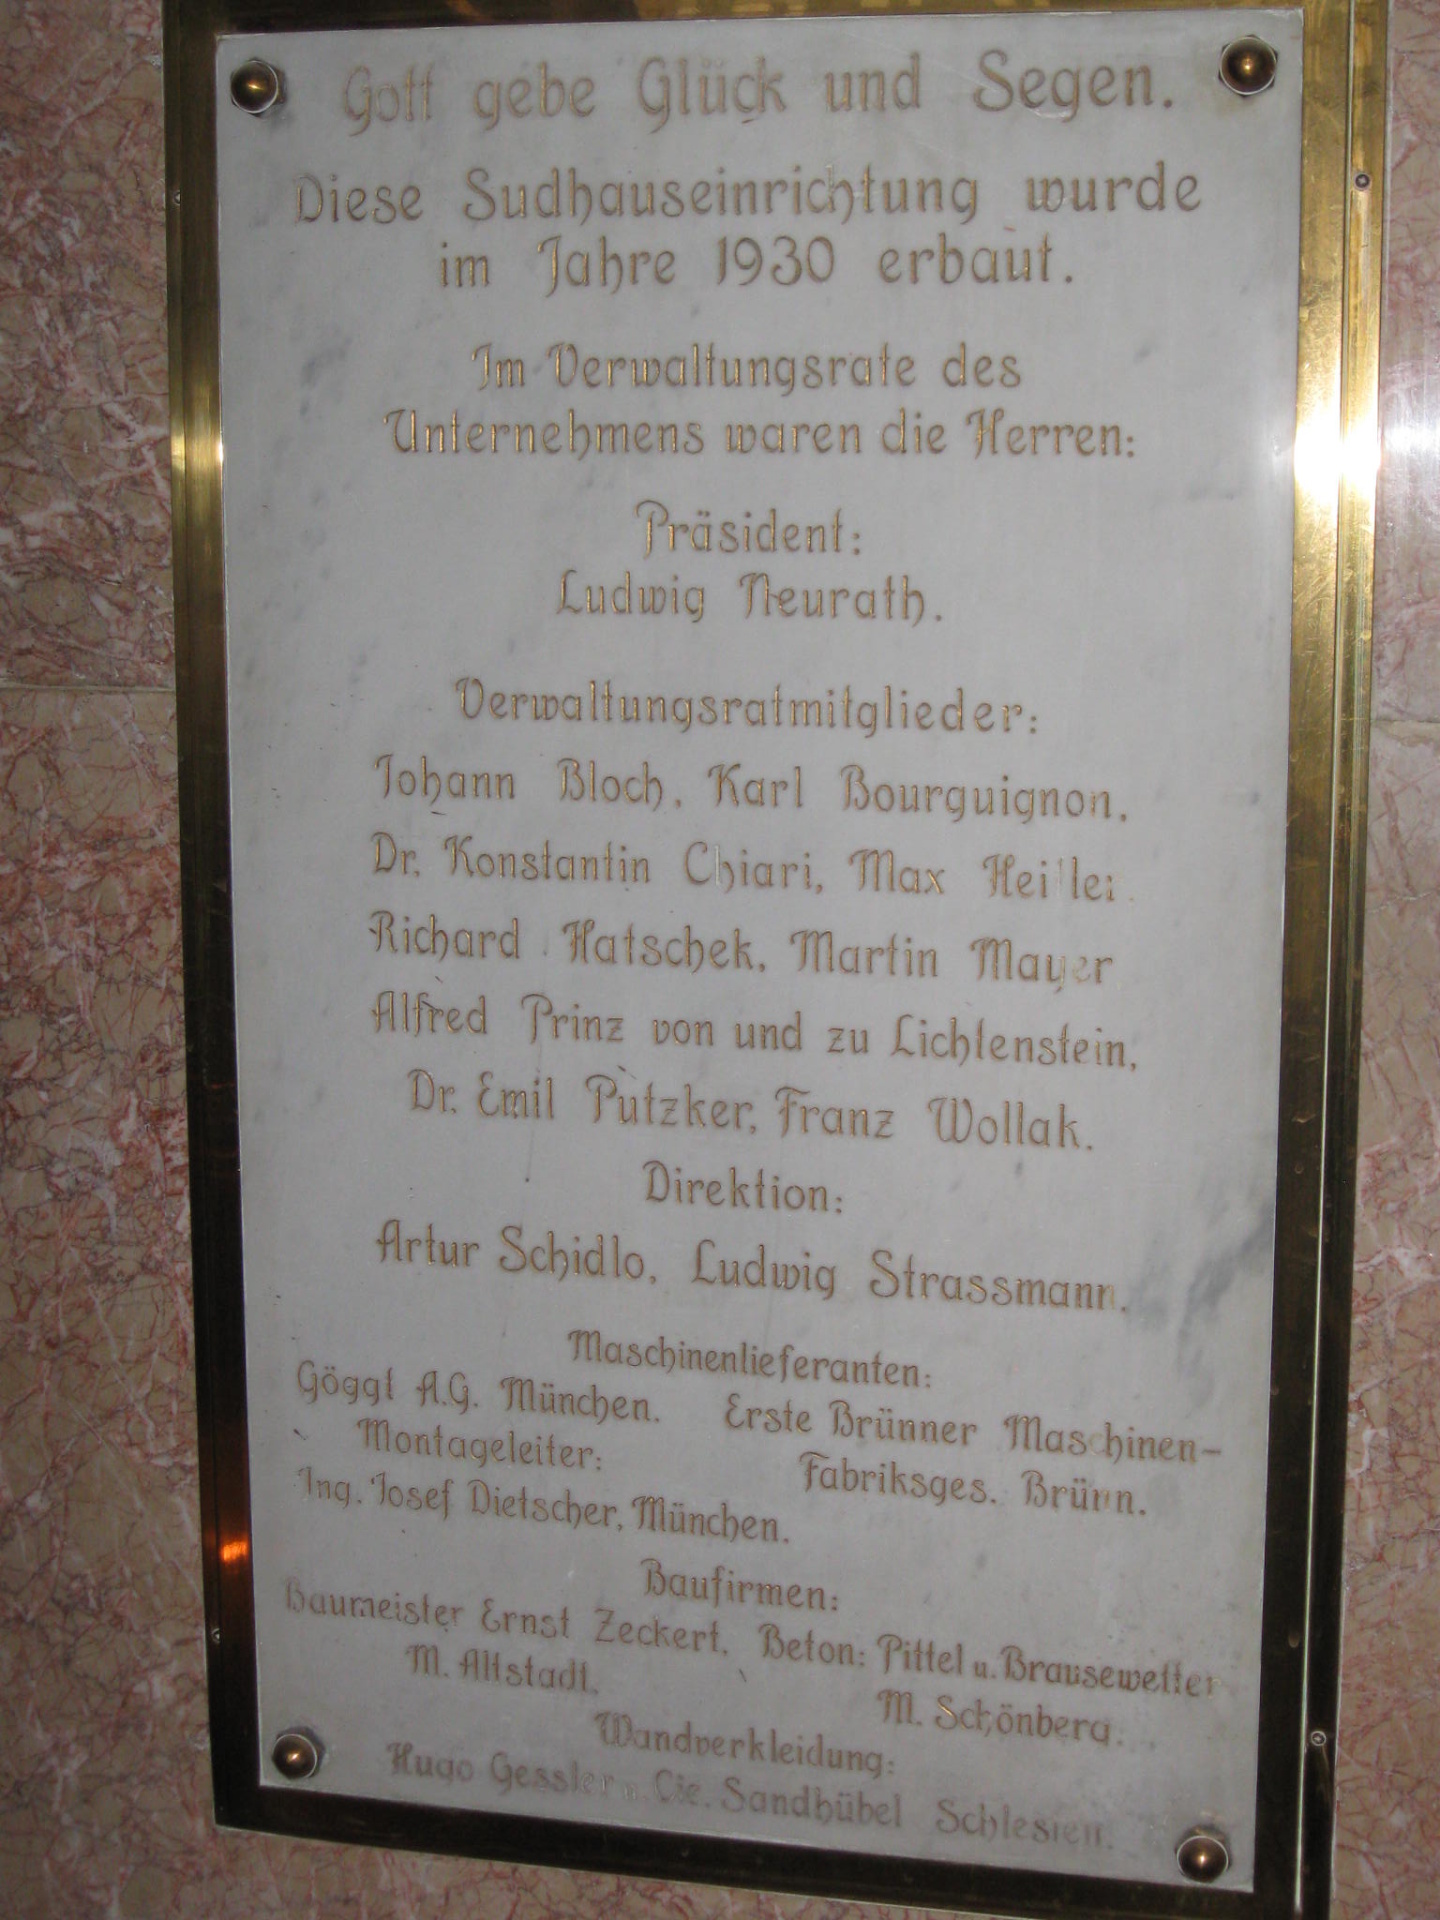 Gott gebe Glück und Segen.
Diese Sudhauseinrichtung wurde
im Jahre 1930 erbaut.
Im Verwaltungsrate des
Unternehmens waren die Herren:
Präsident:
Ludwig Neurath.
Verwaltungsratmitglieder:
Johann Bloch, Karl Bourguignon,
Dr. Konstantin Chiari, Max
Richard Hatschek, Martin Mayer
Alfred Prinz von und zu Lichtenstein,
Dr. Emil Putzker, Franz Wollak.
Direktion:
Artur Schidlo, Ludwig Strassmann.
Maschinenlieferanten:
Göggl A.G. München. Erste Brünner Maschinen-
Montageleiter: Fabriksges. Brünn.
Ing. Josef Dietscher, München.
Baufirmen:
Baumeister Ernst Zeckert, Beton: Pittel u. Brausewetter
M. Altstadt. M. Schönberg.
Wandverkleidung:
Hugo Gessler u. Cie. Sandhübel Schlesien.